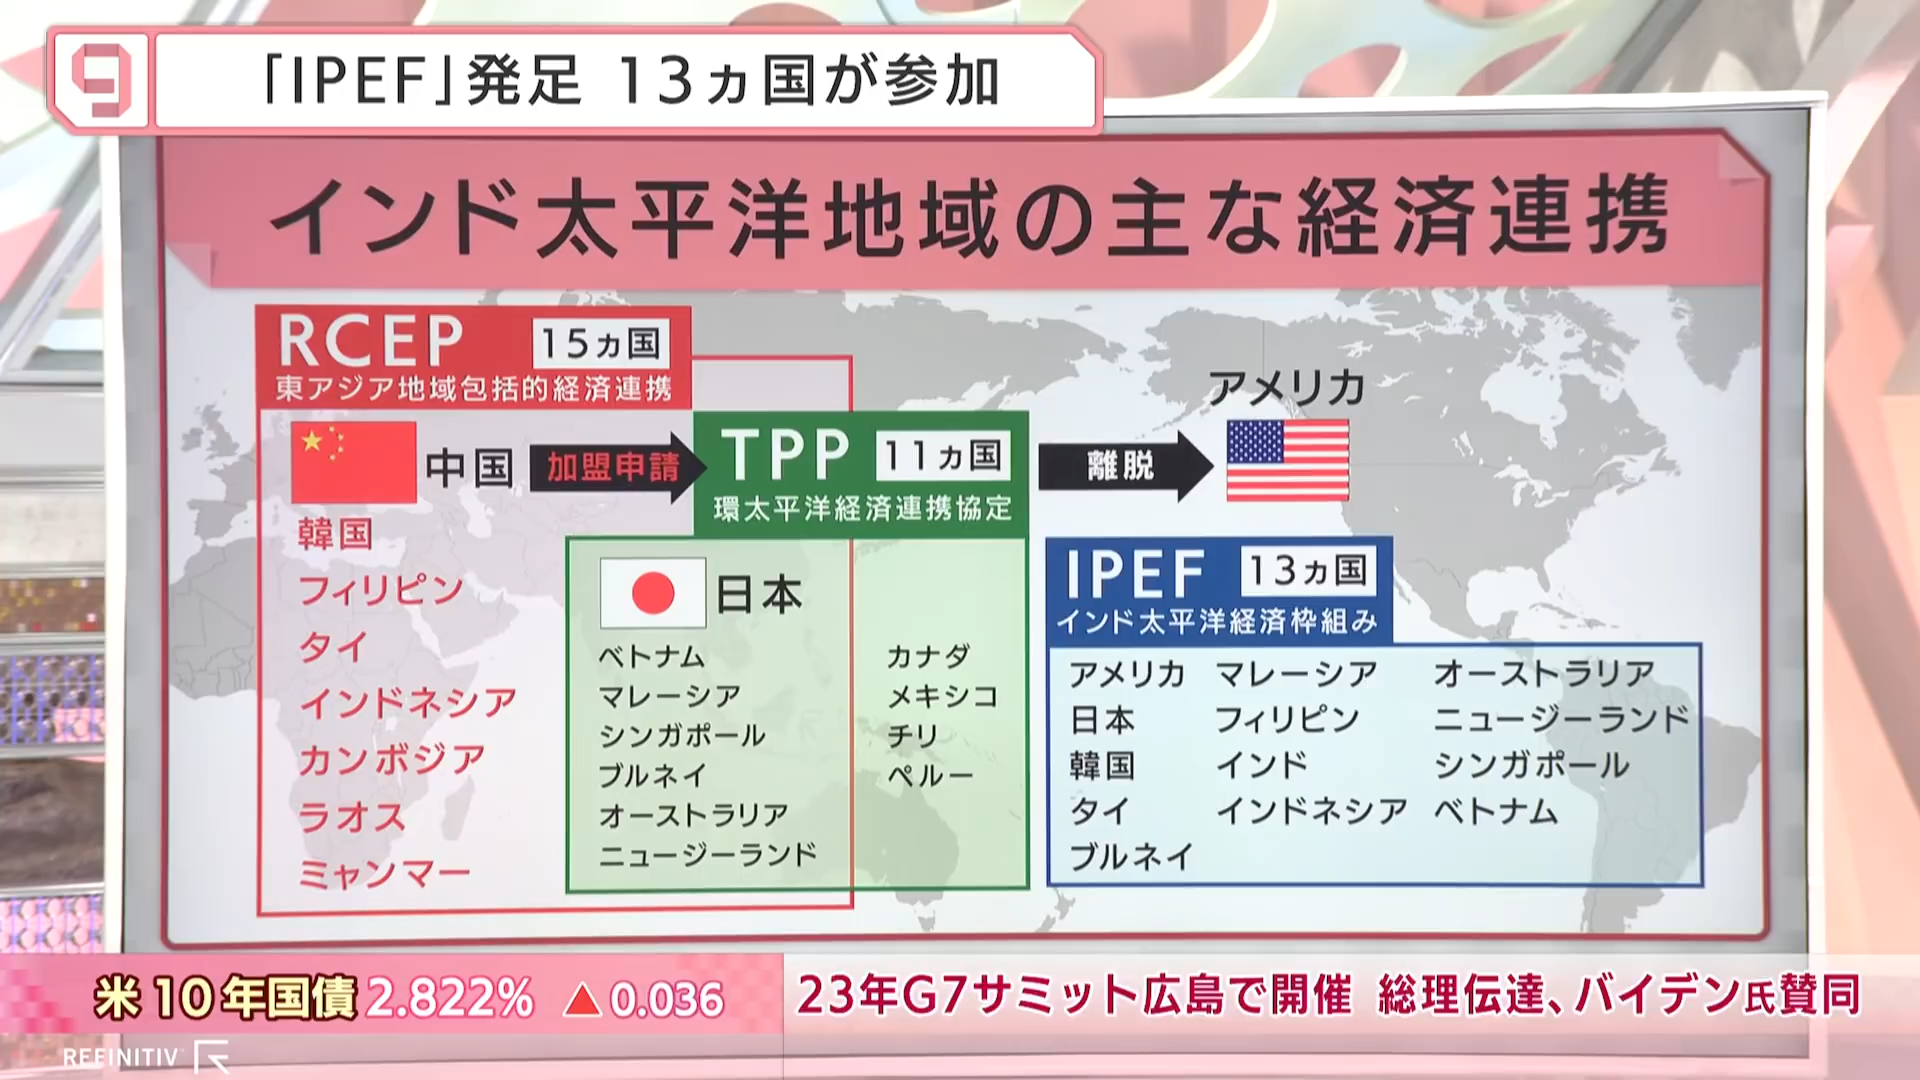 9
「IPEF」発足 13ヵ国が参加
インド太平洋地域の主な経済連携
RCEP 15ヵ国
東アジア地域包括的経済連携
中国
加盟申請
韓国
フィリピン
タイ
インドネシア
カンボジア
ラオス
ミャンマー
TPP 11ヵ国
環太平洋経済連携協定
日本
ベトナム
マレーシア
シンガポール
ブルネイ
オーストラリア
ニュージーランド
カナダ
メキシコ
チリ
ペルー
離脱
アメリカ
IPEF 13ヵ国
インド太平洋経済枠組み
アメリカ マレーシア オーストラリア
日本 フィリピン ニュージーランド
韓国 インド シンガポール
タイ インドネシア ベトナム
ブルネイ
米10年国債 2.822% ▲0.036
23年G7サミット広島で開催 総理伝達、バイデン氏賛同
REFINITIV